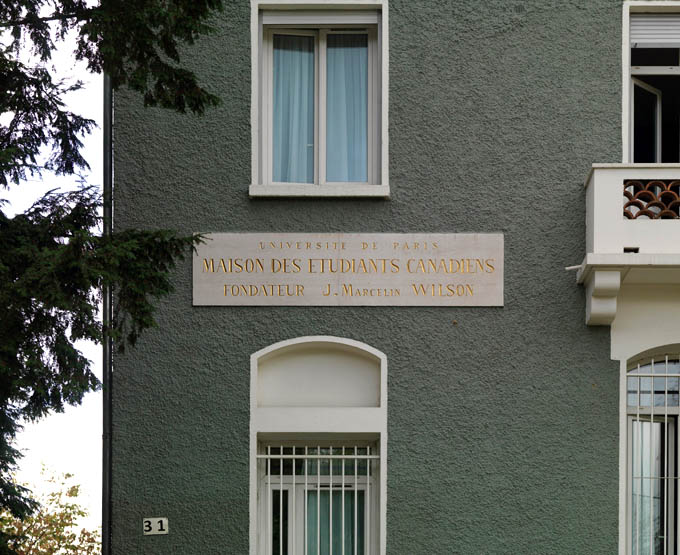 UNIVERSITE DE PARIS
MAISON DES ETUDIANTS CANADIENS
FONDATEUR J. MARCELIN WILSON
31